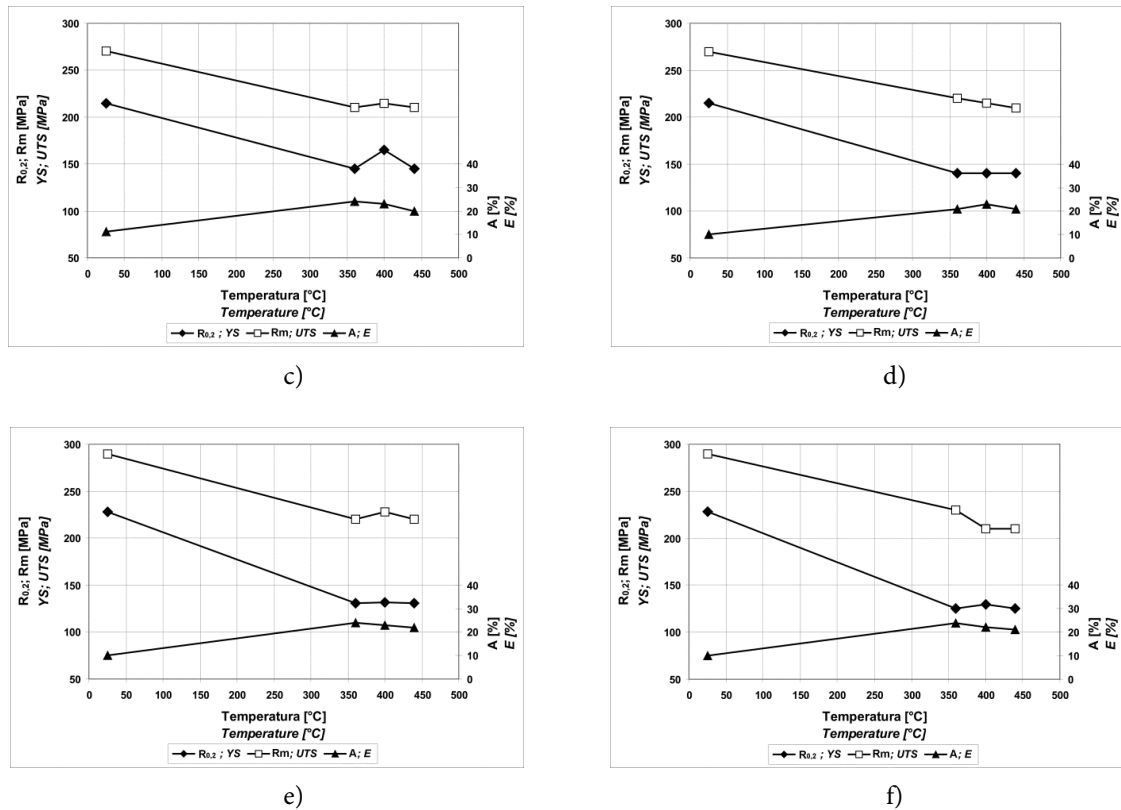 300
250
200
150
100
50
40
30
20
10
0
0 50 100 150 200 250 300 350 400 450 500
R0,2; Rm [MPa]
YS; UTS [MPa]
A [%]
E [%]
Temperatura [°C]
Temperature [°C]
R0,2 ; YS Rm; UTS A; E
c)
300
250
200
150
100
50
40
30
20
10
0
0 50 100 150 200 250 300 350 400 450 500
R0,2; Rm [MPa]
YS; UTS [MPa]
A [%]
E [%]
Temperatura [°C]
Temperature [°C]
R0,2 ; YS Rm; UTS A; E
d)
300
250
200
150
100
50
40
30
20
10
0
0 50 100 150 200 250 300 350 400 450 500
R0,2; Rm [MPa]
YS; UTS [MPa]
A [%]
E [%]
Temperatura [°C]
Temperature [°C]
R0,2 ; YS Rm; UTS A; E
e)
300
250
200
150
100
50
40
30
20
10
0
0 50 100 150 200 250 300 350 400 450 500
R0,2; Rm [MPa]
YS; UTS [MPa]
A [%]
E [%]
Temperatura [°C]
Temperature [°C]
R0,2 ; YS Rm; UTS A; E
f)